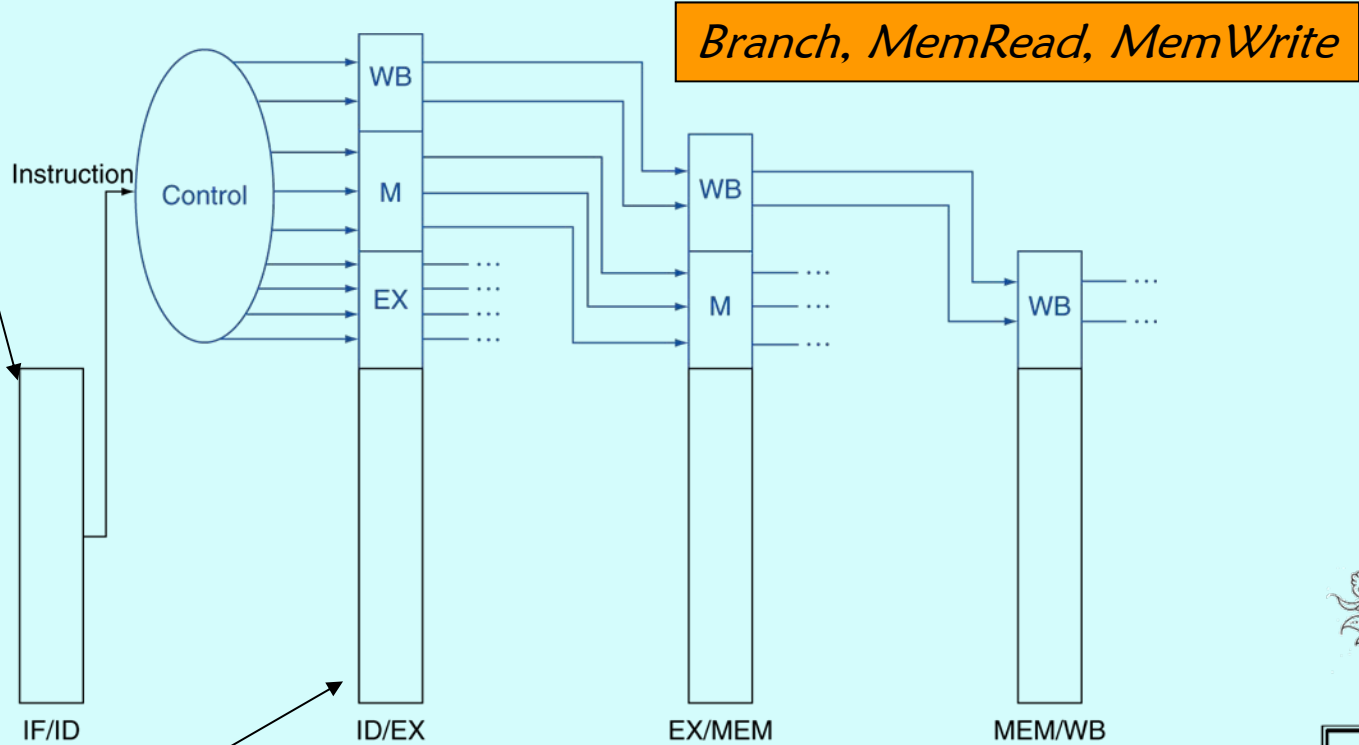 Branch, MemRead, MemWrite
WB
Instruction
Control
M
WB
EX
...
...
...
...
M
...
...
...
WB
...
...
IF/ID
ID/EX
EX/MEM
MEM/WB